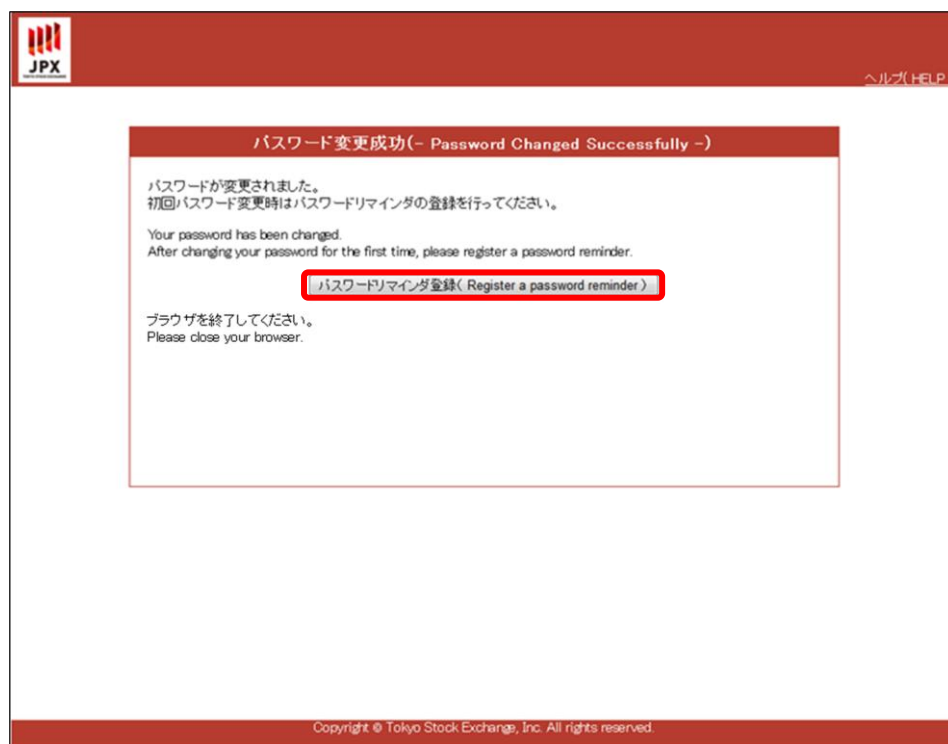 JPX
ヘルプ( HELP
パスワード変更成功(- Password Changed Successfully -)
パスワードが変更されました。
初回パスワード変更時はパスワードリマインダの登録を行ってください。
Your password has been changed.
After changing your password for the first time, please register a password reminder.
パスワードリマインダ登録( Register a password reminder )
ブラウザを終了してください。
Please close your browser.
Copyright © Tokyo Stock Exchange, Inc. All rights reserved.